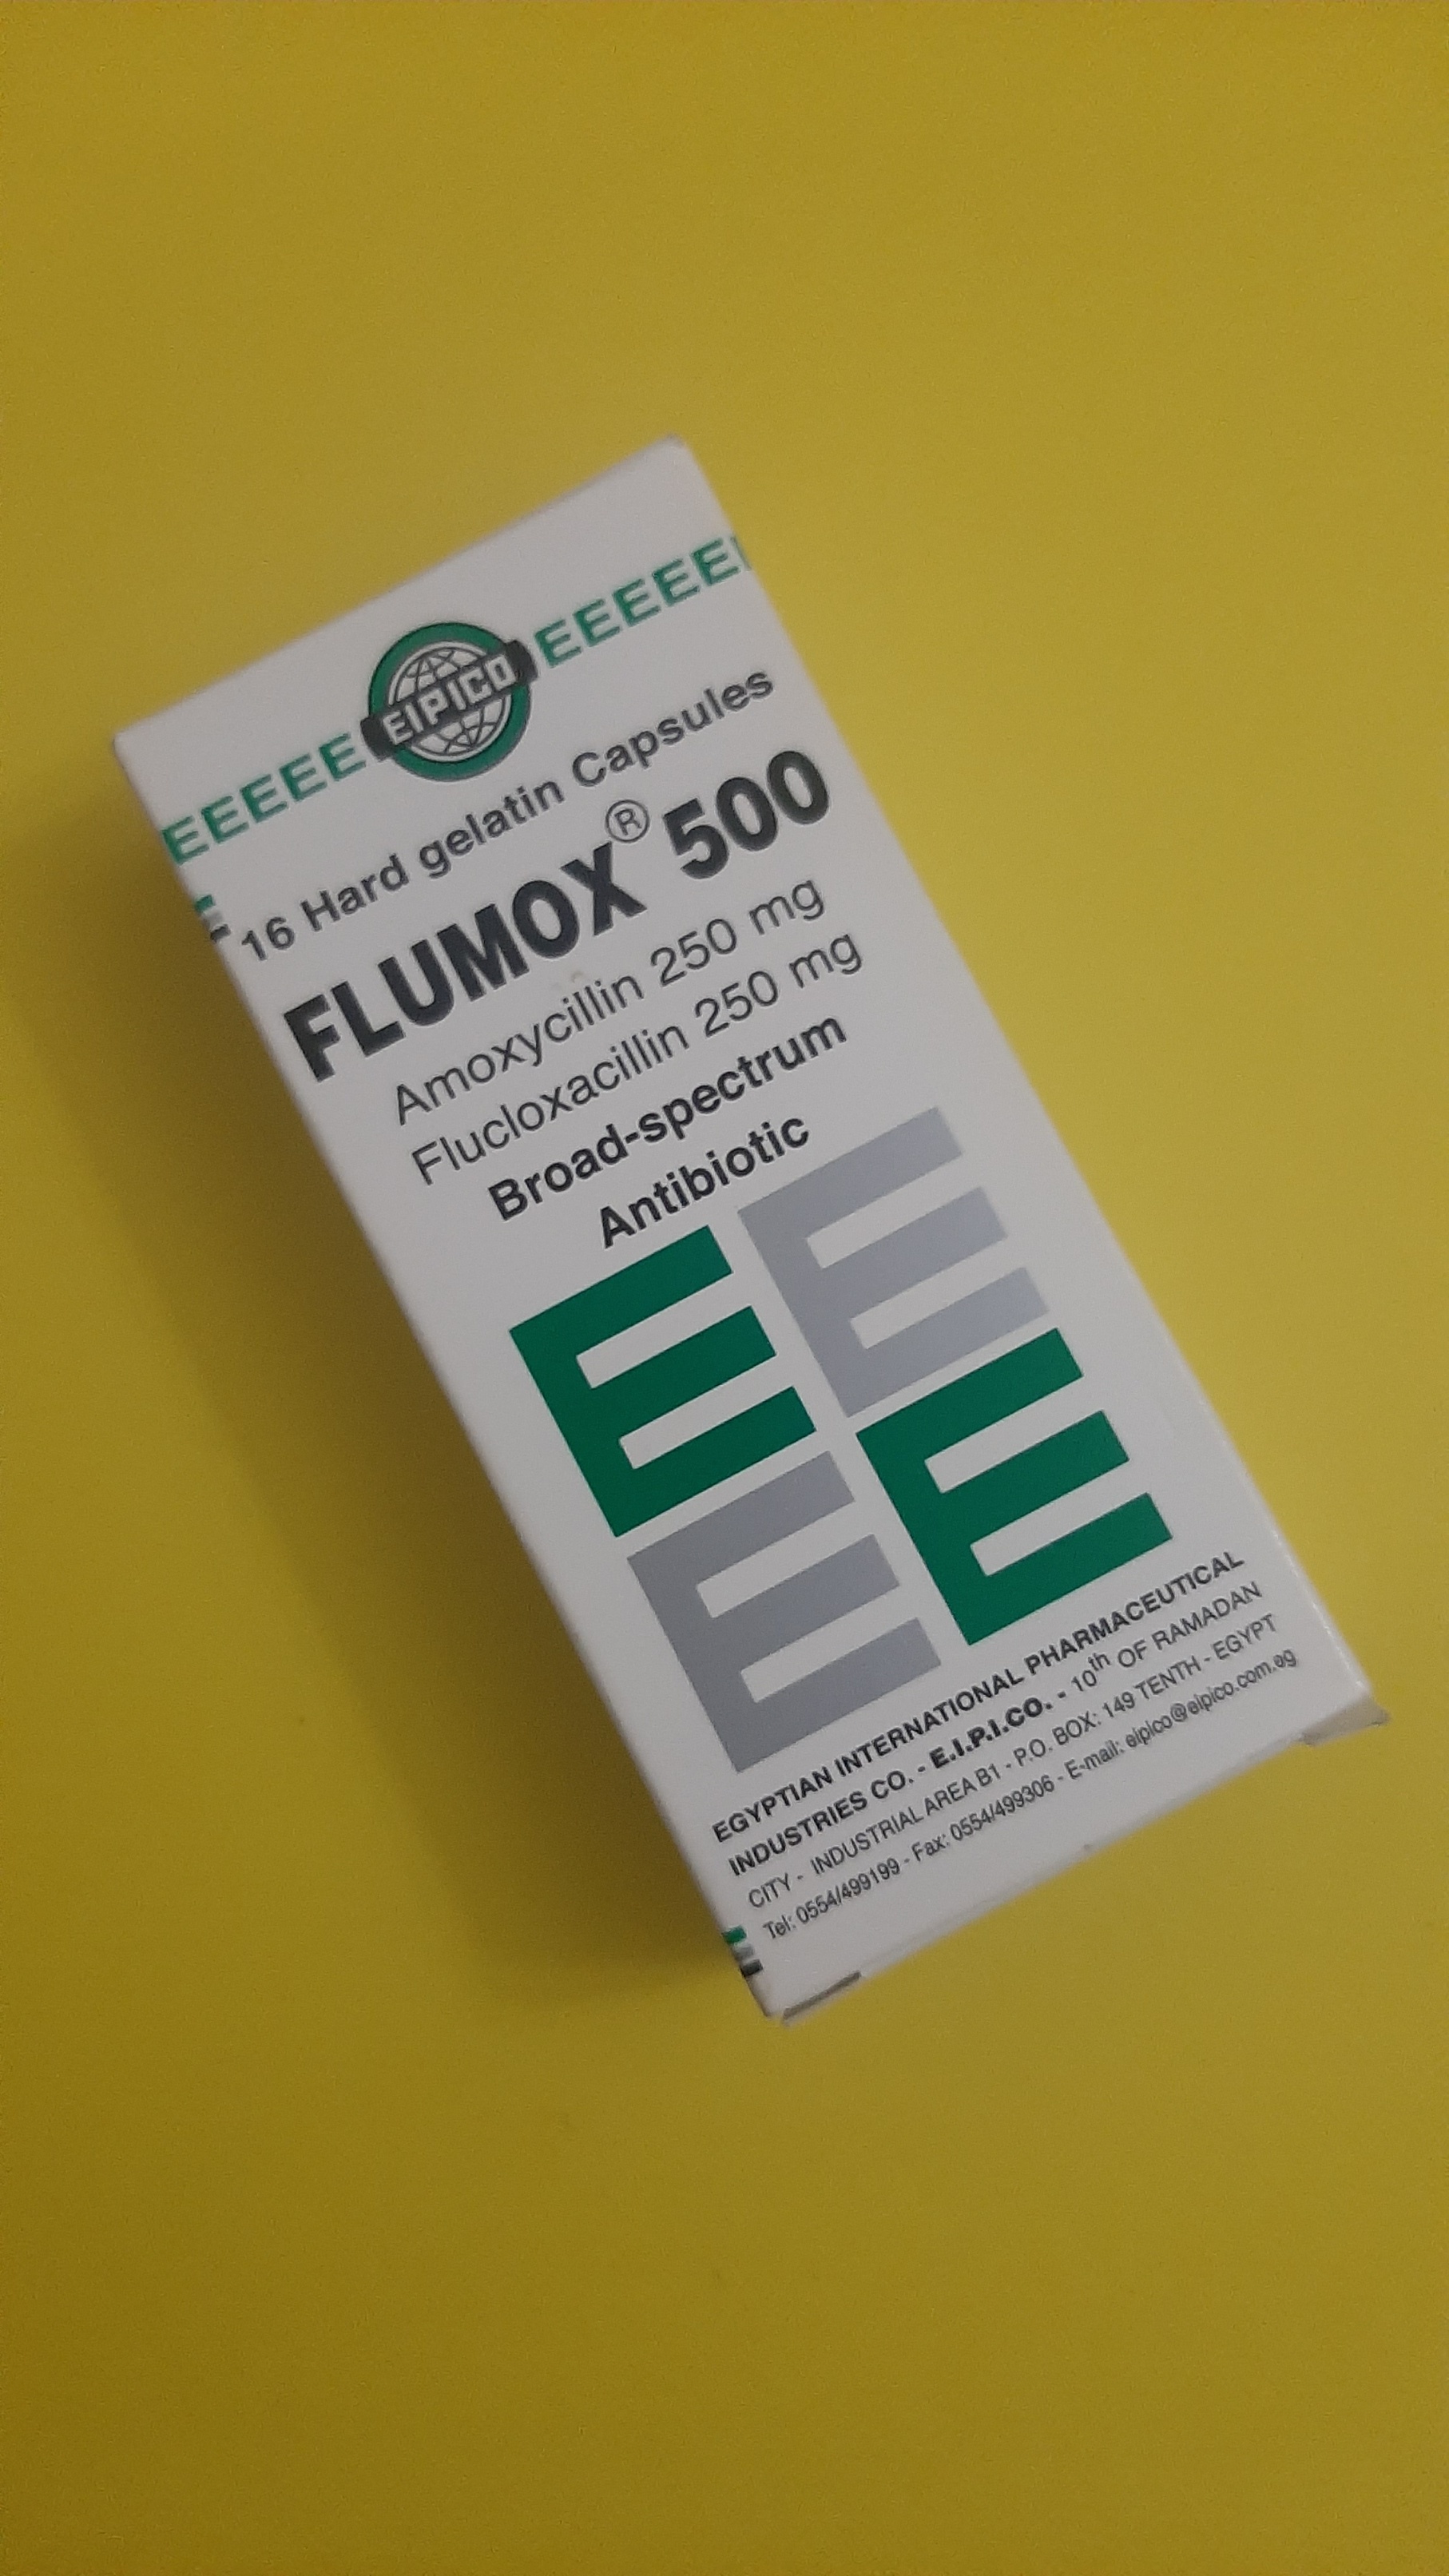 EEEEE EIPICO EEEEE
16 Hard gelatin Capsules
FLUMOX® 500
Amoxycillin 250 mg
Flucloxacillin 250 mg
Broad-spectrum
Antibiotic
E E
E E
EGYPTIAN INTERNATIONAL PHARMACEUTICAL
INDUSTRIES CO. - E.I.P.I.CO. - 10th OF RAMADAN
CITY - INDUSTRIAL AREA B1 - P.O. BOX: 149 TENTH - EGYPT
Tel: 0554/499199 - Fax: 0554/499306 - E-mail: eipico@eipico.com.eg